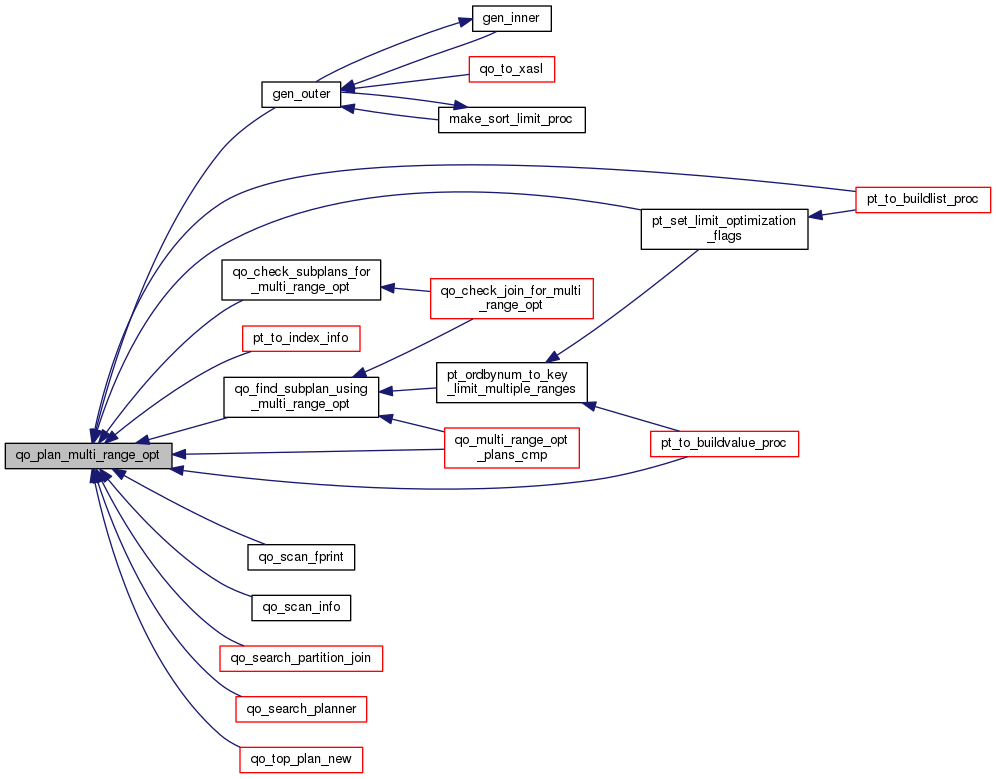 gen_inner
qo_to_xasl
gen_outer
make_sort_limit_proc
pt_to_buildlist_proc
pt_set_limit_optimization
_flags
qo_check_subplans_for
_multi_range_opt
qo_check_join_for_multi
_range_opt
pt_to_index_info
pt_ordbynum_to_key
_limit_multiple_ranges
qo_find_subplan_using
_multi_range_opt
qo_multi_range_opt
_plans_cmp
pt_to_buildvalue_proc
qo_plan_multi_range_opt
qo_scan_fprint
qo_scan_info
qo_search_partition_join
qo_search_planner
qo_top_plan_new